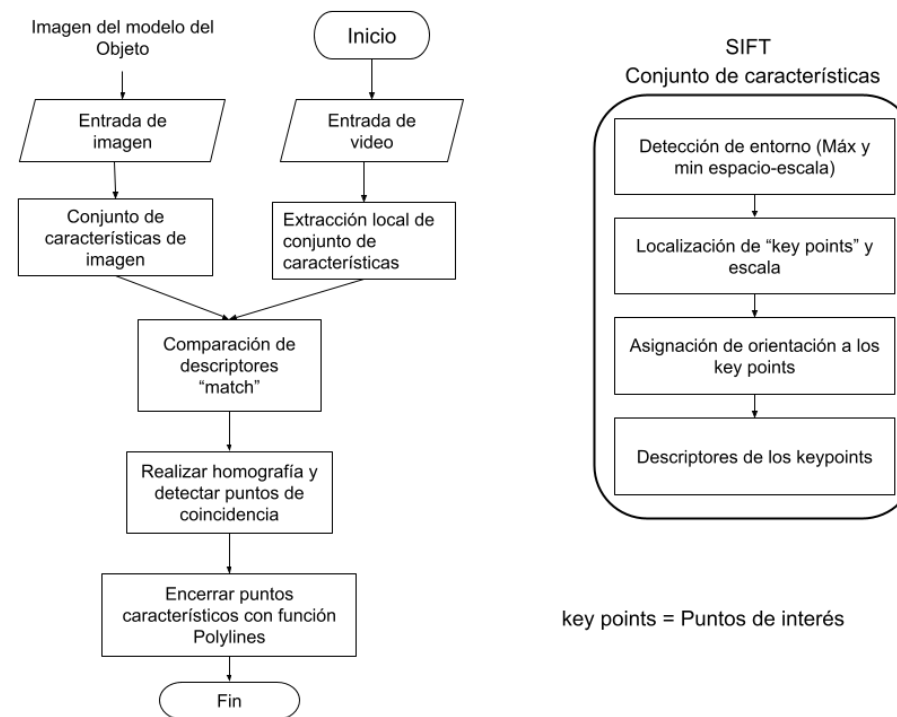 Imagen del modelo del
Objeto
Inicio
Entrada de
imagen
Entrada de
video
Conjunto de
características de
imagen
Extracción local de
conjunto de
características
Comparación de
descriptores
“match”
Realizar homografía y
detectar puntos de
coincidencia
Encerrar puntos
característicos con función
Polylines
Fin
SIFT
Conjunto de características
Detección de entorno (Máx y
min espacio-escala)
Localización de “key points” y
escala
Asignación de orientación a los
key points
Descriptores de los keypoints
key points = Puntos de interés